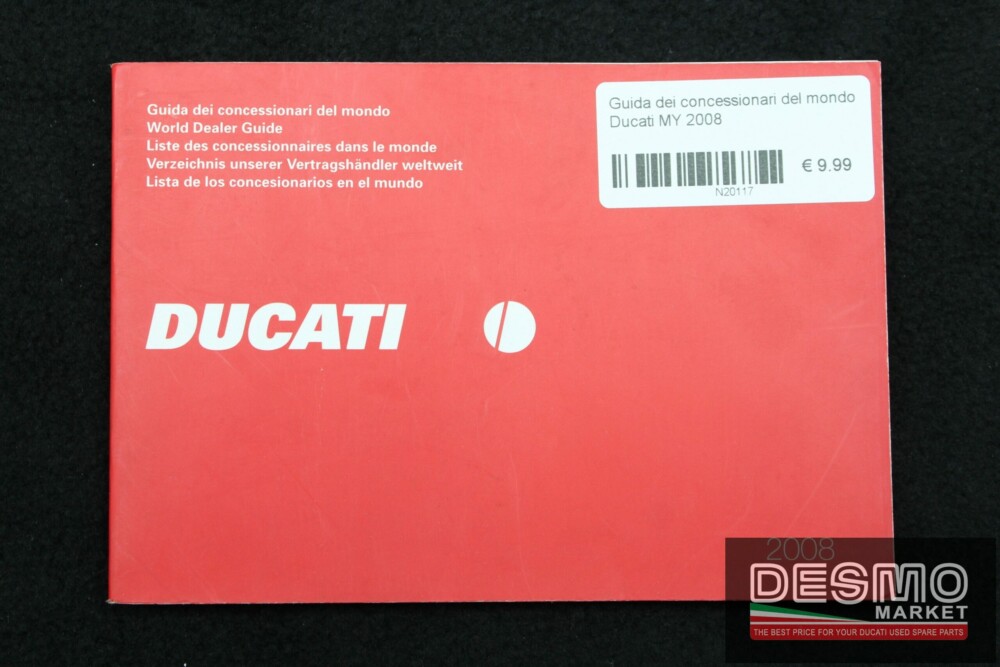 Guida dei concessionari del mondo
World Dealer Guide
Liste des concessionnaires dans le monde
Verzeichnis unserer Vertragshändler weltweit
Lista de los concesionarios en el mundo
Guida dei concessionari del mondo
Ducati MY 2008
€ 9.99
N20117
DUCATI
2008
DESMO
MARKET
THE BEST PRICE FOR YOUR DUCATI USED SPARE PARTS